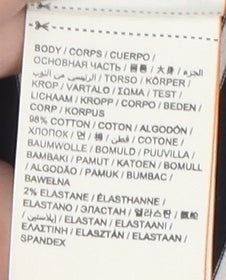 BODY / CORPS / CUERPO /
ОСНОВНАЯ ЧАСТЬ / 大身 / الجزء
الرئيسي من الثوب / TORSO / KÖRPER /
KROP / VARTALO / ΣΩΜΑ / TEST /
LICHAAM / KROPP / CORPO / BEDEN /
CORP / KORPUS
98% COTTON / COTON / ALGODÓN /
ХЛОПОК / 면 / 棉 / قطن / COTONE /
BAUMWOLLE / BOMULD / PUUVILLA /
BAMBAKI / PAMUT / KATOEN / BOMULL
/ ALGODÃO / PAMUK / BUMBAC /
BAWEŁNA
2% ELASTANE / ÉLASTHANNE /
ELASTANO / ЭЛАСТАН / 엘라스탄 / 氨纶
/ إيلاستين / ELASTAN / ELASTAANI /
ΕΛΑΣΤΙΝΗ / ELASZTÁN / ELASTAAN /
SPANDEX